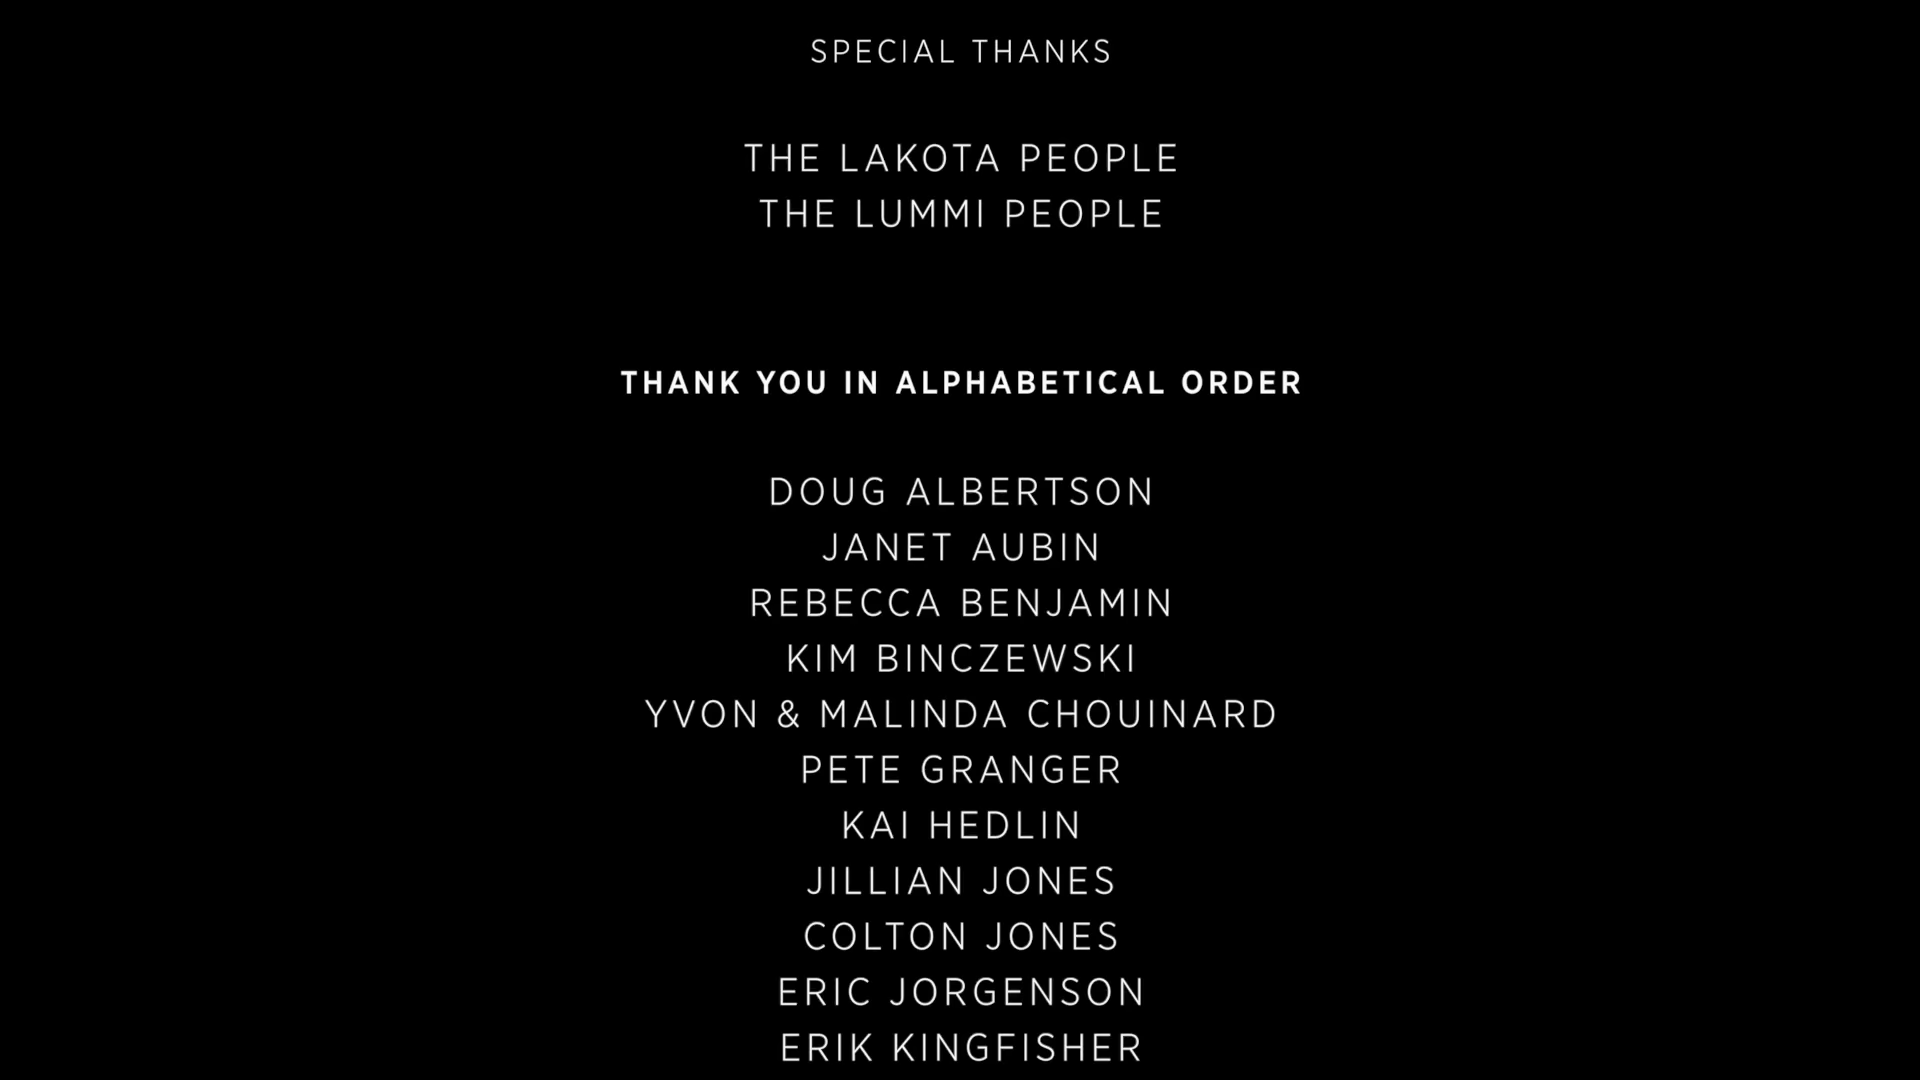 SPECIAL THANKS
THE LAKOTA PEOPLE
THE LUMMI PEOPLE
THANK YOU IN ALPHABETICAL ORDER
DOUG ALBERTSON
JANET AUBIN
REBECCA BENJAMIN
KIM BINCZEWSKI
YVON & MALINDA CHOUINARD
PETE GRANGER
KAI HEDLIN
JILLIAN JONES
COLTON JONES
ERIC JORGENSON
ERIK KINGFISHER